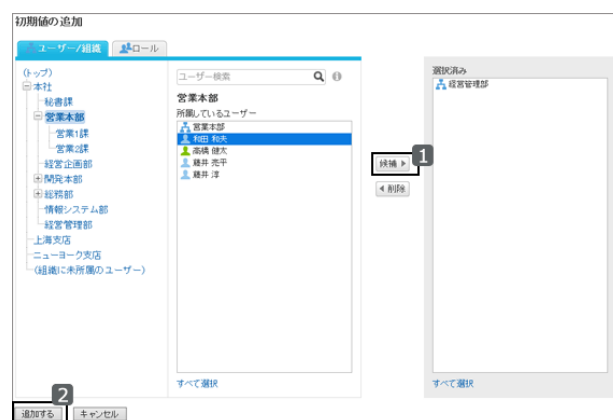 初期値の追加
ユーザー/組織
ロール
(トップ)
本社
秘書課
営業本部
営業1課
営業2課
経営企画部
開発本部
総務部
情報システム部
経営管理部
上海支店
ニューヨーク支店
(組織に未所属のユーザー)
ユーザー検索
営業本部
所属しているユーザー
営業本部
和田 和夫
高橋 健太
藤井 亮平
藤井 淳
すべて選択
候補
1
削除
選択済み
経営管理部
すべて選択
2
追加する
キャンセル